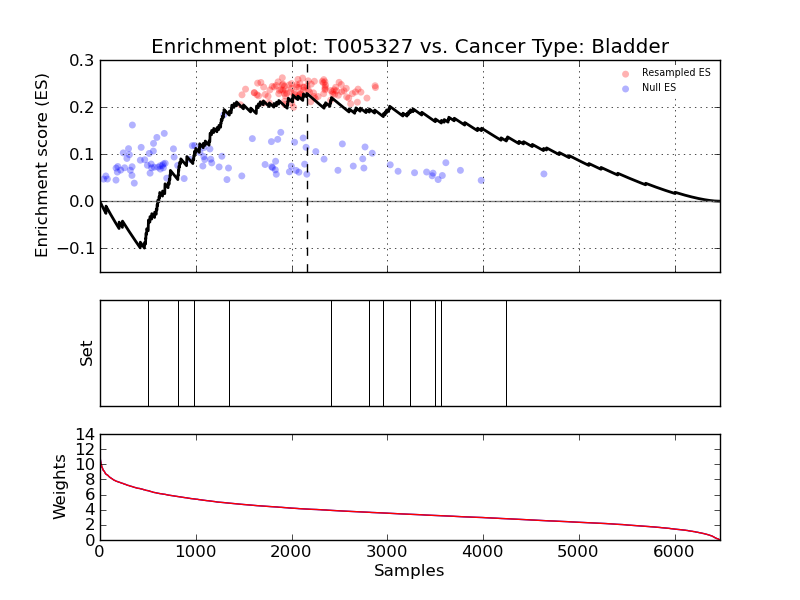 Enrichment plot: T005327 vs. Cancer Type: Bladder
Enrichment score (ES)
0.3
0.2
0.1
0.0
−0.1
Resampled ES
Null ES
Set
Weights
14
12
10
8
6
4
2
0
0 1000 2000 3000 4000 5000 6000
Samples